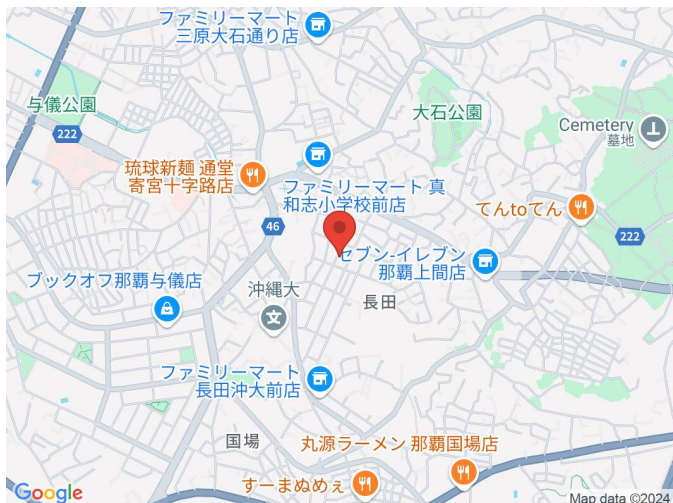 ファミリーマート
三原大石通り店
与儀公園
大石公園
Cemetery
墓地
222
琉球新麺 通堂
寄宮十字路店
ファミリーマート 真
和志小学校前店
てんtoてん
46
222
セブン-イレブン
那覇上間店
ブックオフ那覇与儀店
沖縄大
文
長田
ファミリーマート
長田沖大前店
国場
丸源ラーメン 那覇国場店
すーまぬめぇ
Google
Map data ©2024